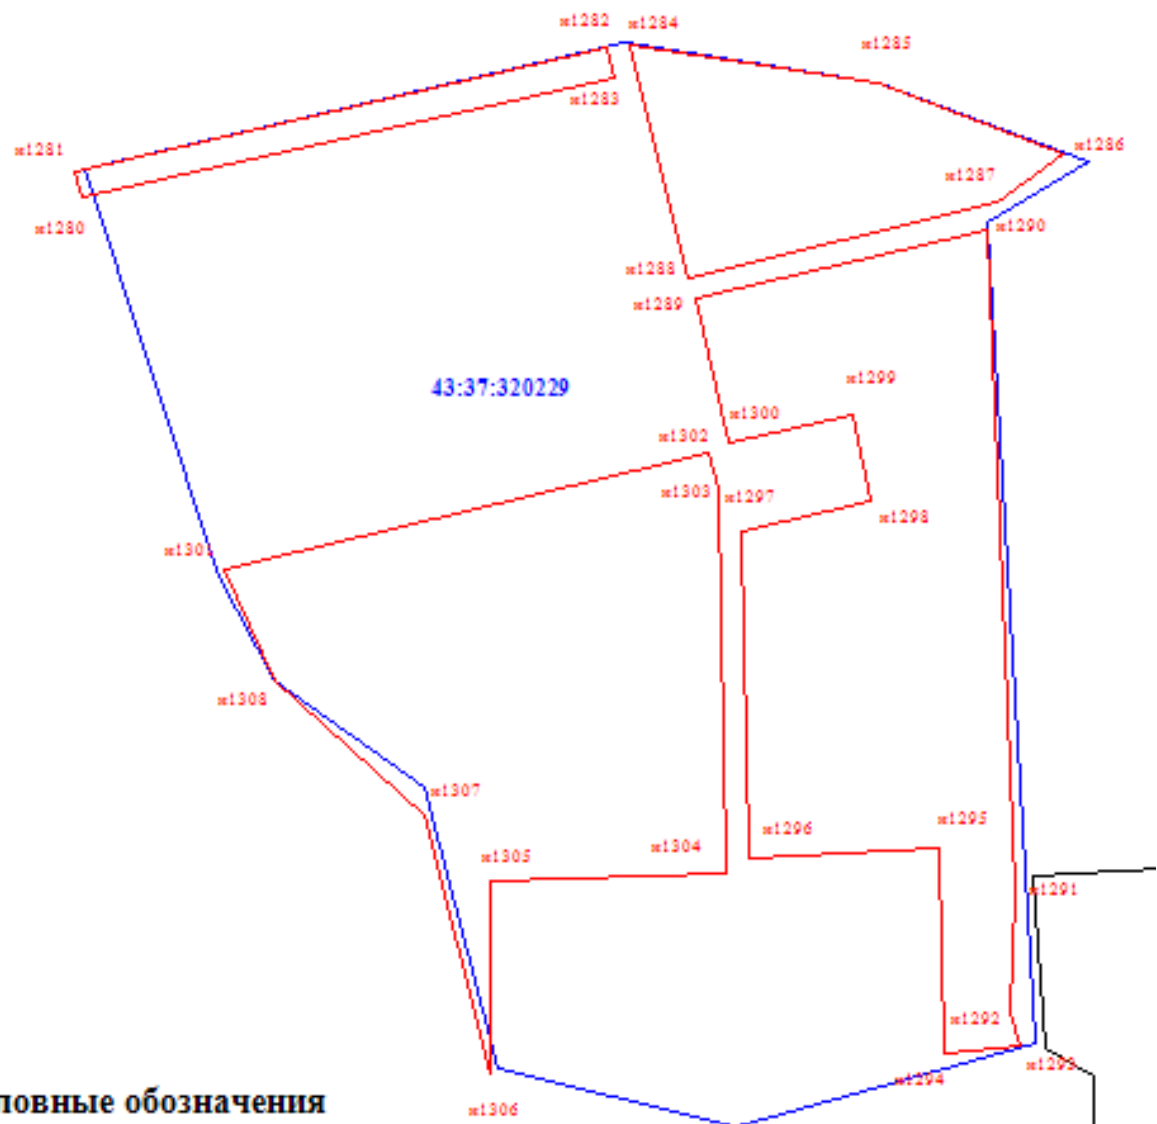 н1282
н1284
н1285
н1283
н1281
н1286
н1287
н1280
н1290
н1288
н1289
43:37:320229
н1299
н1300
н1302
н1303
н1297
н1298
н1301
н1308
н1307
н1296
н1295
н1304
н1305
н1291
н1292
н1293
н1294
ловные обозначения
н1306